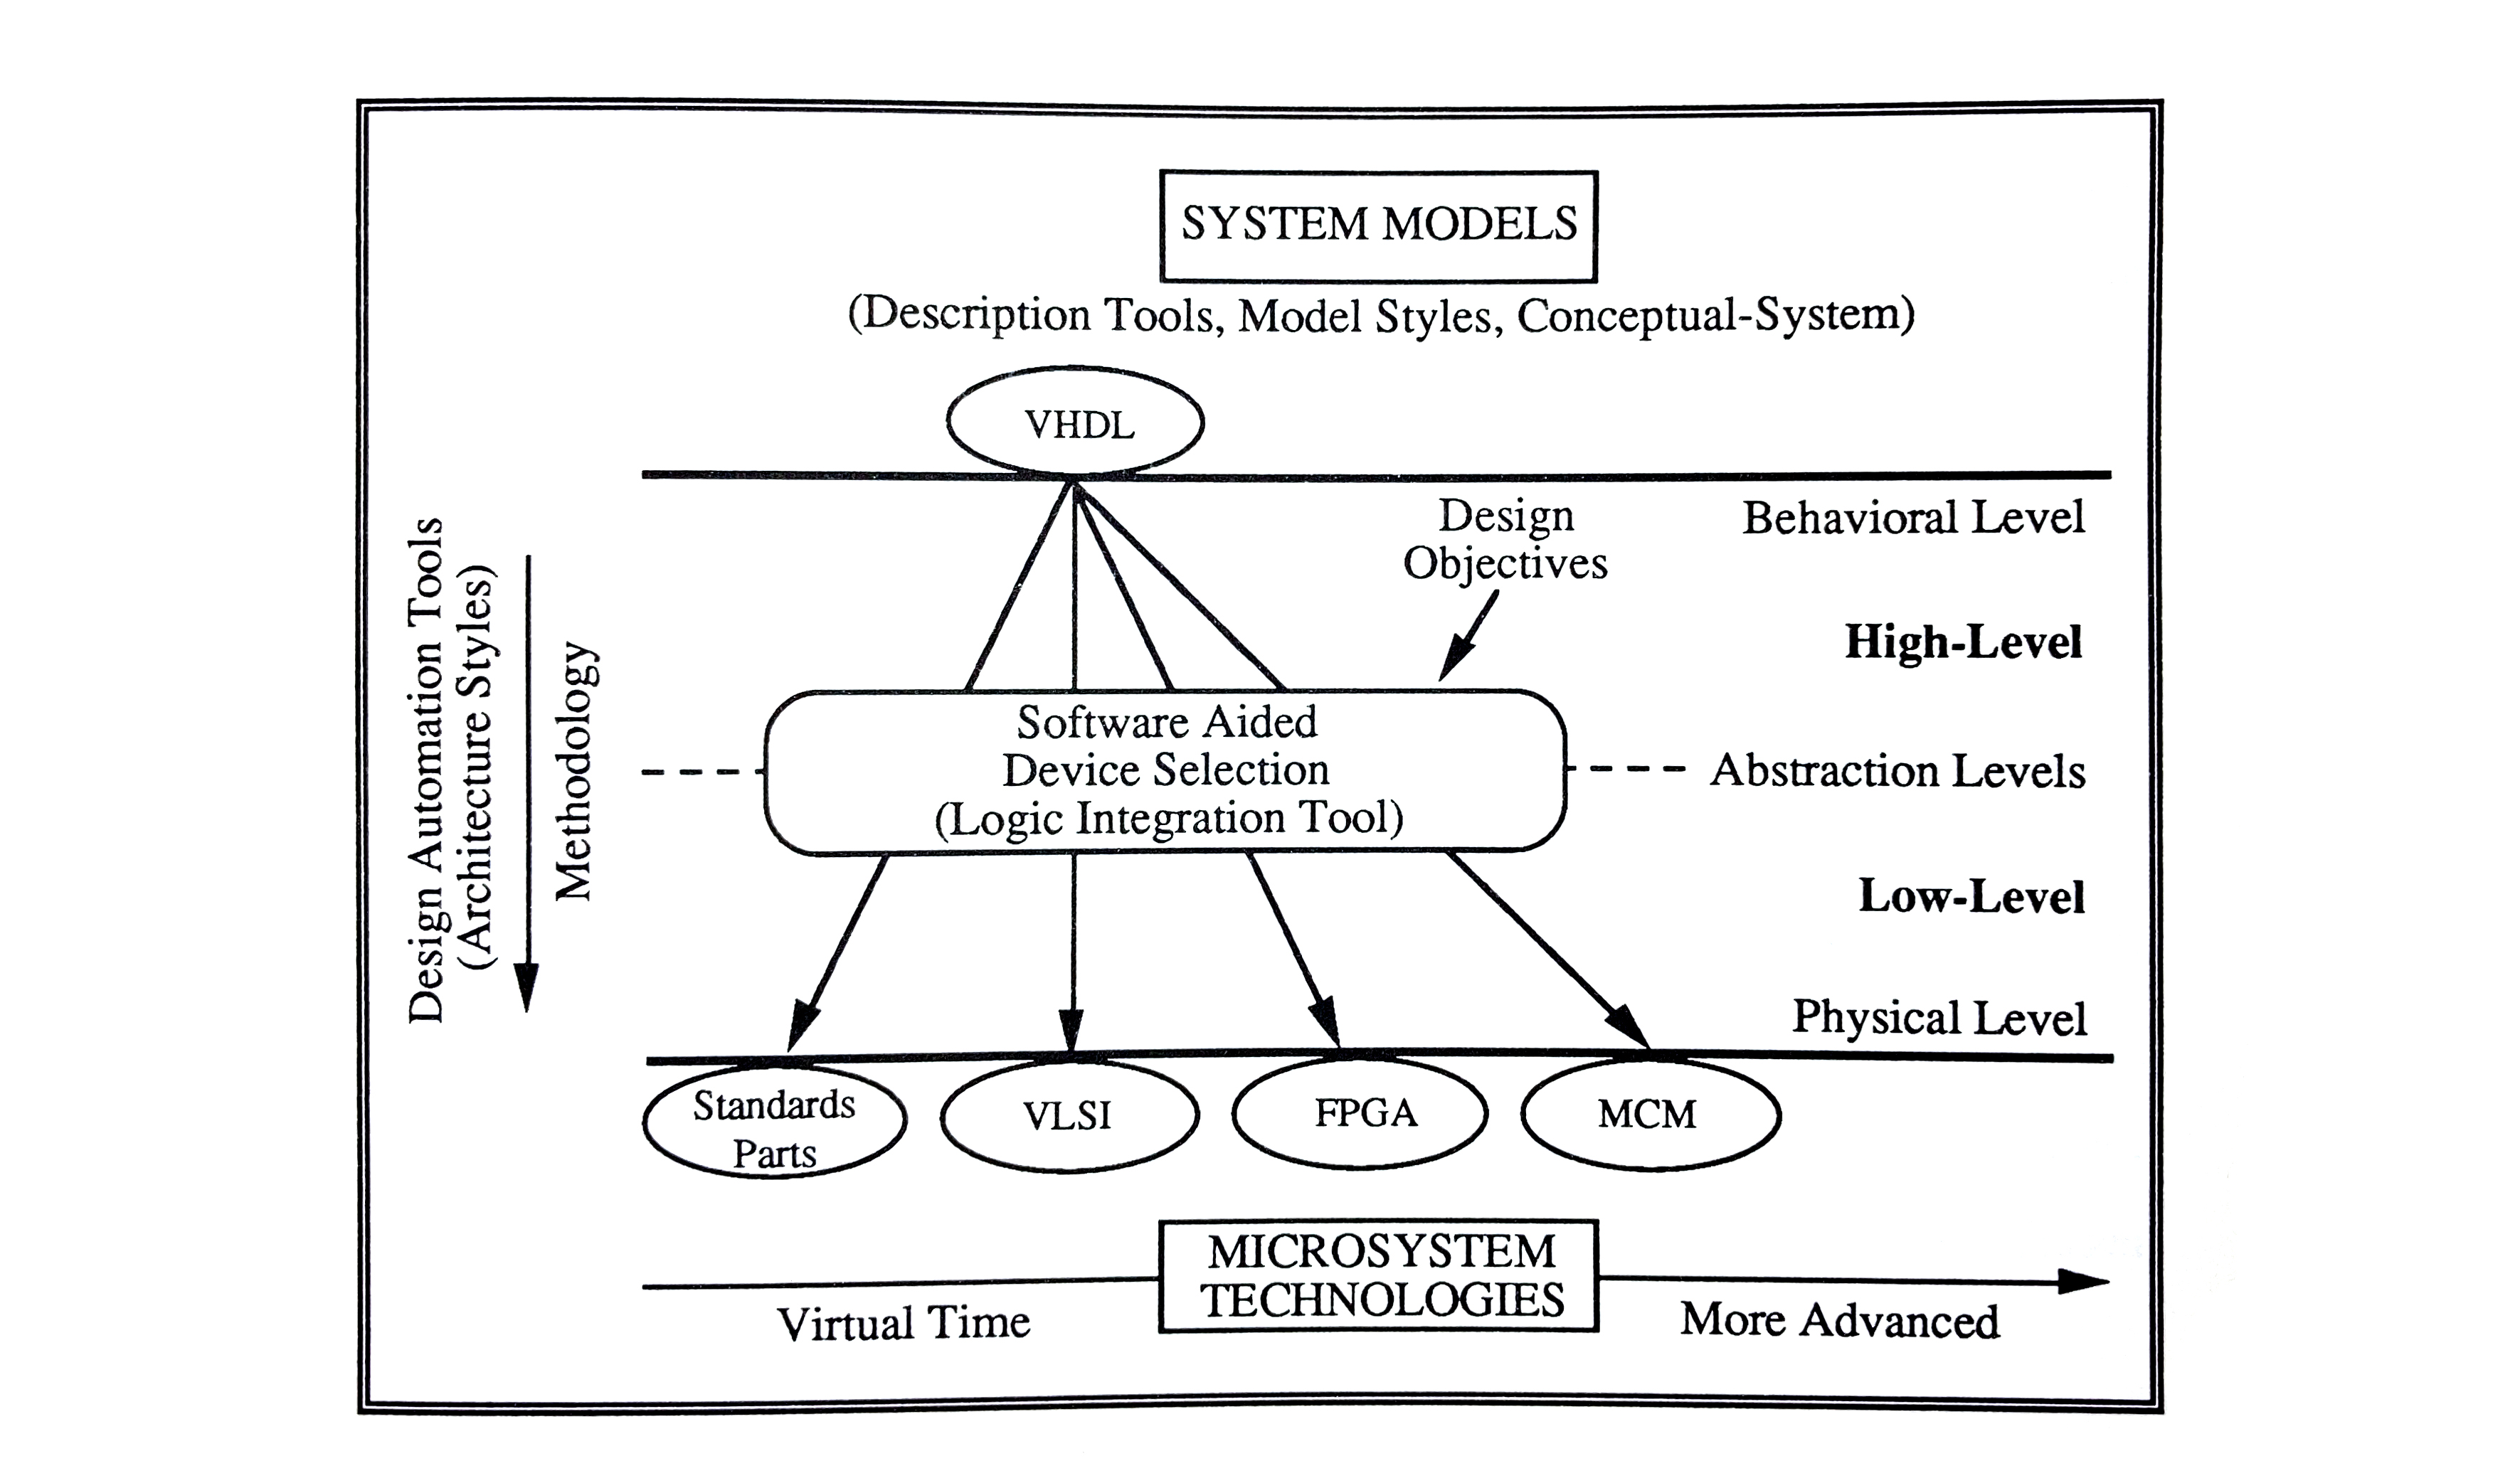 SYSTEM MODELS
(Description Tools, Model Styles, Conceptual-System)
VHDL
Design
Objectives
Behavioral Level
High-Level
Design Automation Tools
(Architecture Styles)
Methodology
Software Aided
Device Selection
(Logic Integration Tool)
Abstraction Levels
Low-Level
Physical Level
Standards
Parts
VLSI
FPGA
MCM
MICROSYSTEM
TECHNOLOGIES
Virtual Time
More Advanced